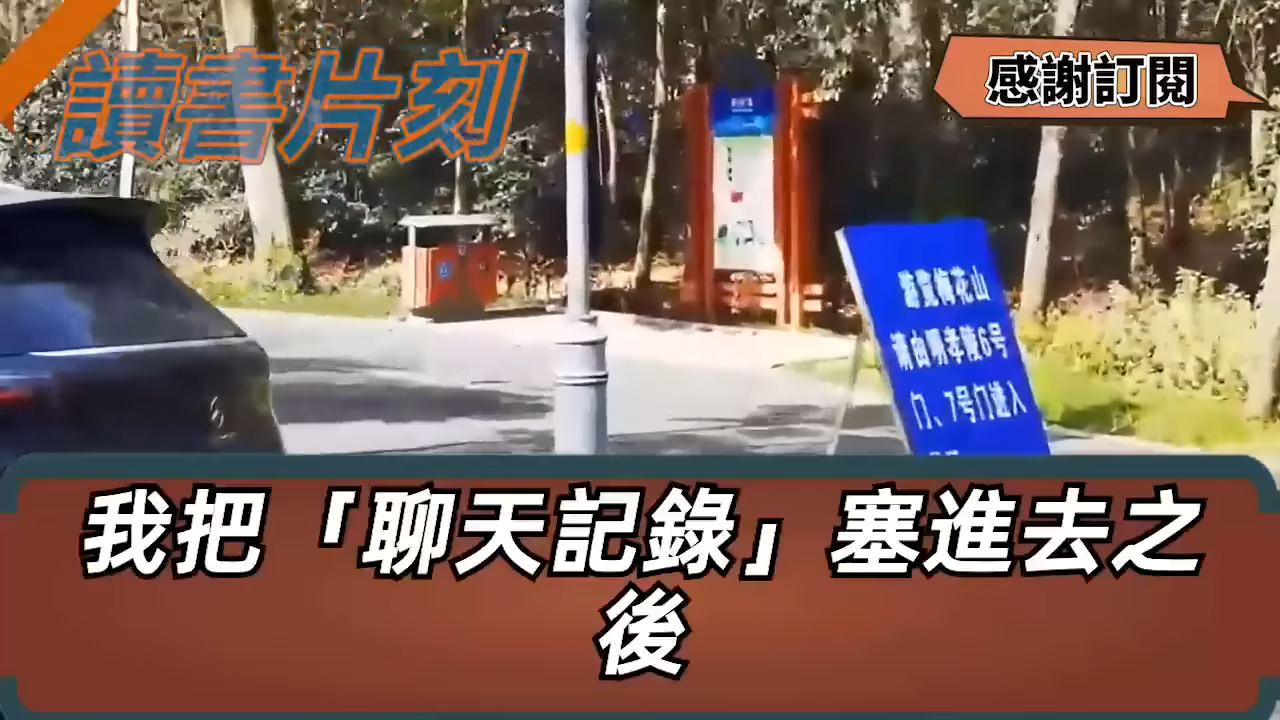 讀書片刻
感謝訂閱
游览梅花山
请由明孝陵6号
门、7号门进入
我把「聊天記錄」塞進去之
後